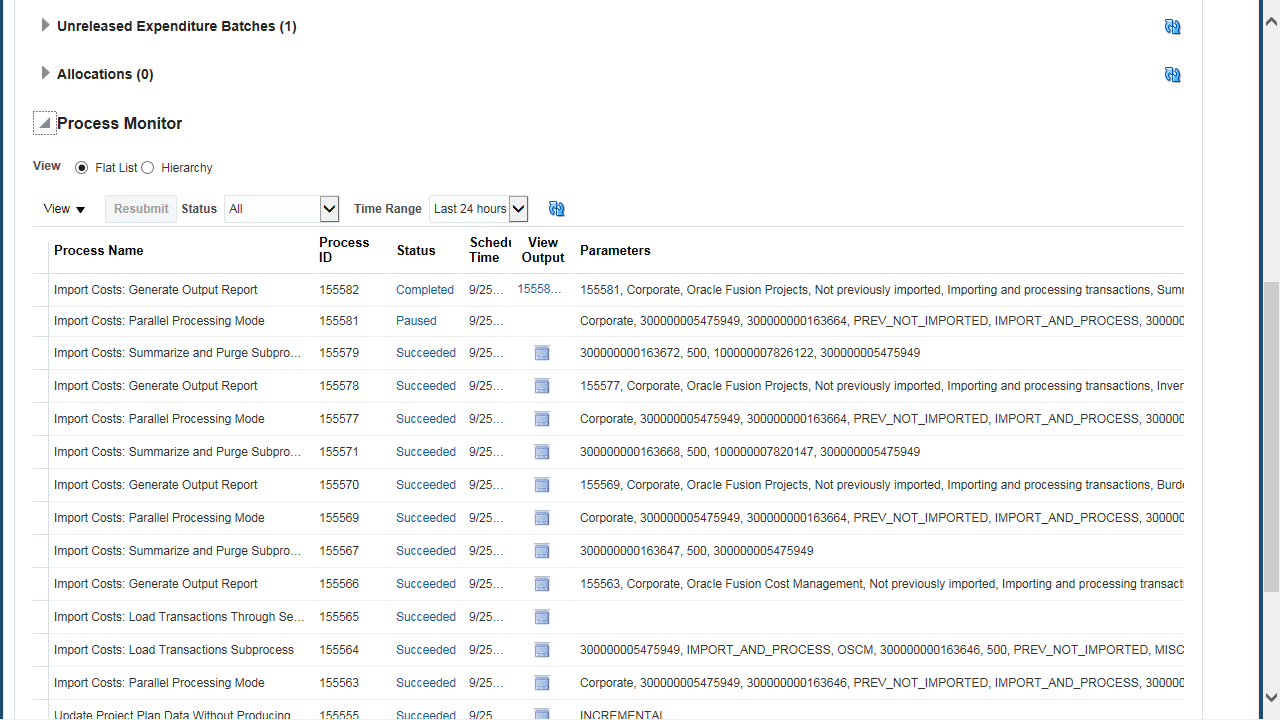 Unreleased Expenditure Batches (1)
Allocations (0)
Process Monitor
View Flat List Hierarchy
View Resubmit Status All Time Range Last 24 hours
Process Name Process ID Status Schedu Time View Output Parameters
Import Costs: Generate Output Report 155582 Completed 9/25... 15558... 155581, Corporate, Oracle Fusion Projects, Not previously imported, Importing and processing transactions, Sumr
Import Costs: Parallel Processing Mode 155581 Paused 9/25... Corporate, 300000005475949, 300000000163664, PREV_NOT_IMPORTED, IMPORT_AND_PROCESS, 300000
Import Costs: Summarize and Purge Subpro... 155579 Succeeded 9/25... 300000000163672, 500, 100000007826122, 300000005475949
Import Costs: Generate Output Report 155578 Succeeded 9/25... 155577, Corporate, Oracle Fusion Projects, Not previously imported, Importing and processing transactions, Inver
Import Costs: Parallel Processing Mode 155577 Succeeded 9/25... Corporate, 300000005475949, 300000000163664, PREV_NOT_IMPORTED, IMPORT_AND_PROCESS, 300000
Import Costs: Summarize and Purge Subpro... 155571 Succeeded 9/25... 300000000163668, 500, 100000007820147, 300000005475949
Import Costs: Generate Output Report 155570 Succeeded 9/25... 155569, Corporate, Oracle Fusion Projects, Not previously imported, Importing and processing transactions, Burde
Import Costs: Parallel Processing Mode 155569 Succeeded 9/25... Corporate, 300000005475949, 300000000163664, PREV_NOT_IMPORTED, IMPORT_AND_PROCESS, 300000
Import Costs: Summarize and Purge Subpro... 155567 Succeeded 9/25... 300000000163647, 500, 300000005475949
Import Costs: Generate Output Report 155566 Succeeded 9/25... 155563, Corporate, Oracle Fusion Cost Management, Not previously imported, Importing and processing transacti
Import Costs: Load Transactions Through Se... 155565 Succeeded 9/25...
Import Costs: Load Transactions Subprocess 155564 Succeeded 9/25... 300000005475949, IMPORT_AND_PROCESS, OSCM, 300000000163646, 500, PREV_NOT_IMPORTED, MISC
Import Costs: Parallel Processing Mode 155563 Succeeded 9/25... Corporate, 300000005475949, 300000000163646, PREV_NOT_IMPORTED, IMPORT_AND_PROCESS, 300000
Update Project Plan Data Without Producing 155555 Succeeded 9/25 INCREMENTAL